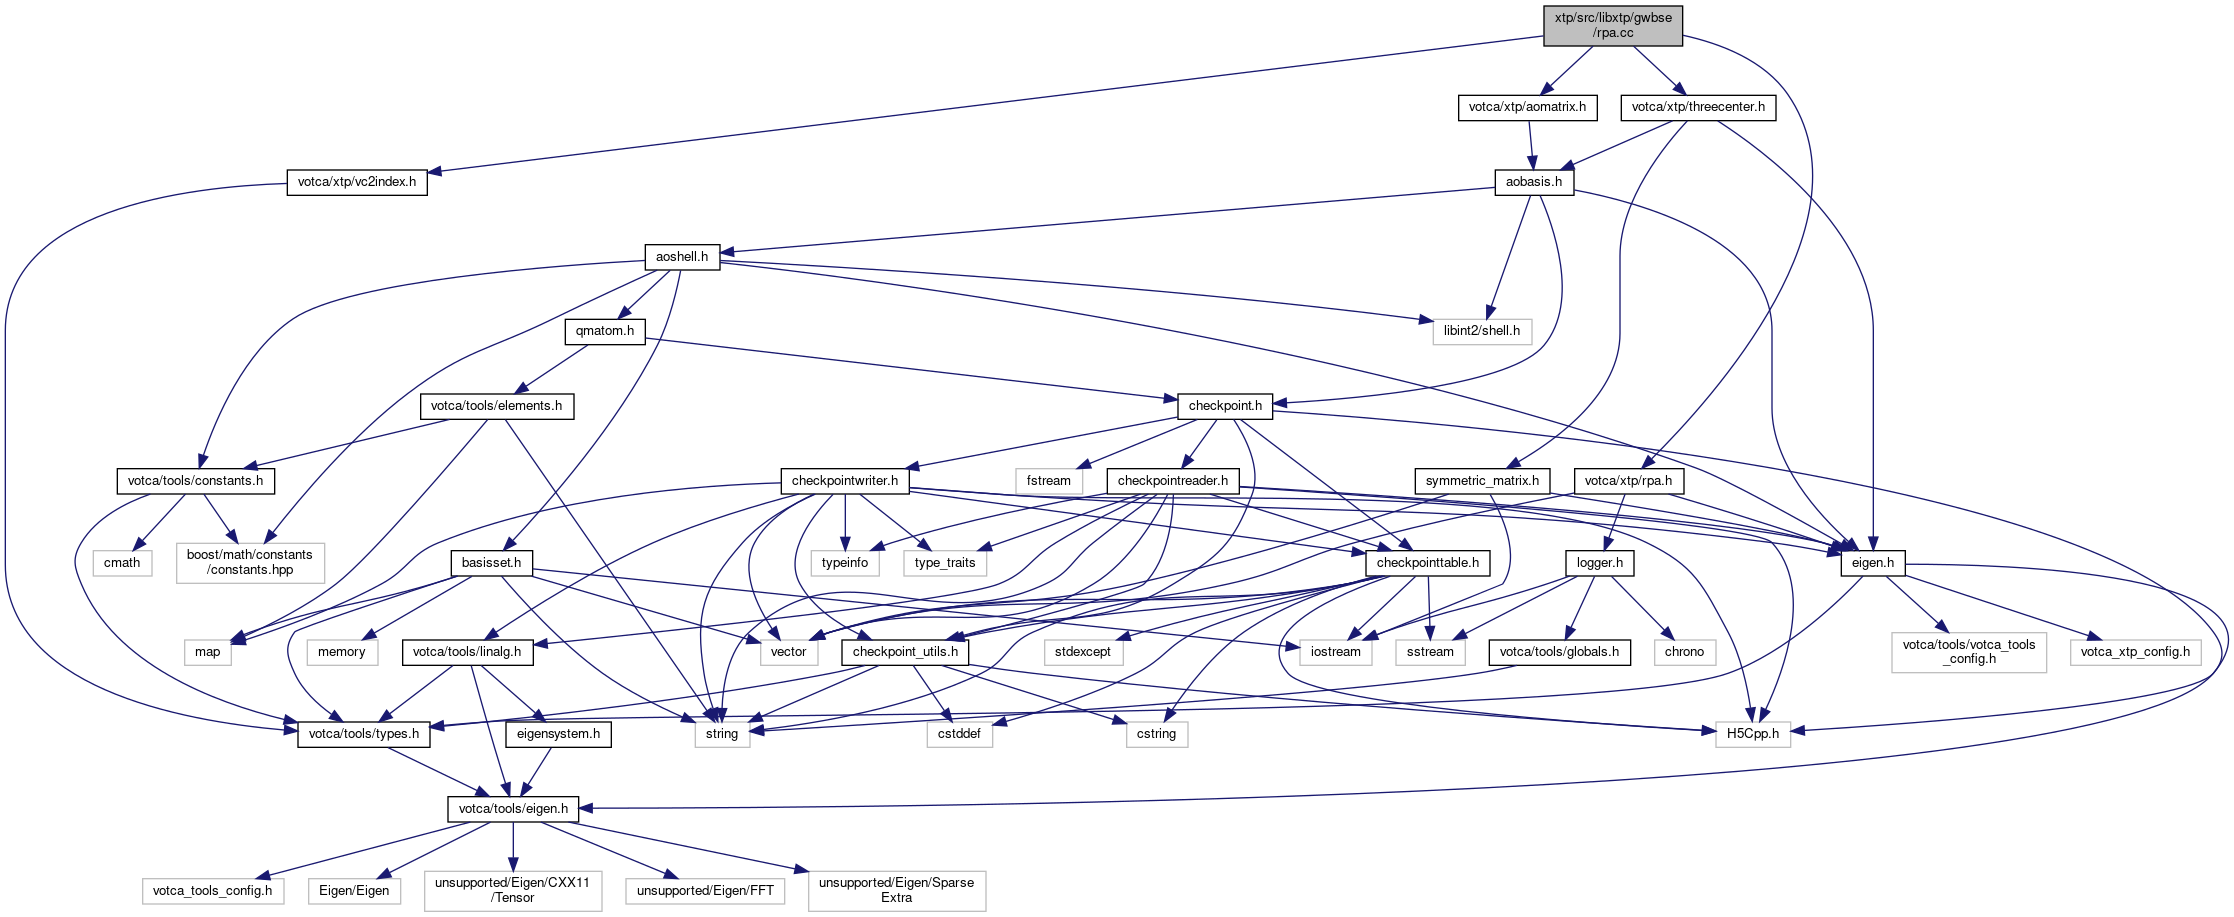 xtp/src/libxtp/gwbse
/rpa.cc
votca/xtp/aomatrix.h
votca/xtp/threecenter.h
votca/xtp/vc2index.h
aobasis.h
aoshell.h
qmatom.h
libint2/shell.h
votca/tools/elements.h
checkpoint.h
votca/tools/constants.h
checkpointwriter.h
fstream
checkpointreader.h
symmetric_matrix.h
votca/xtp/rpa.h
cmath
boost/math/constants
/constants.hpp
basisset.h
typeinfo
type_traits
checkpointtable.h
logger.h
eigen.h
map
memory
votca/tools/linalg.h
vector
checkpoint_utils.h
stdexcept
iostream
sstream
votca/tools/globals.h
chrono
votca/tools/votca_tools
_config.h
votca_xtp_config.h
votca/tools/types.h
eigensystem.h
string
cstddef
cstring
H5Cpp.h
votca/tools/eigen.h
votca_tools_config.h
Eigen/Eigen
unsupported/Eigen/CXX11
/Tensor
unsupported/Eigen/FFT
unsupported/Eigen/Sparse
Extra